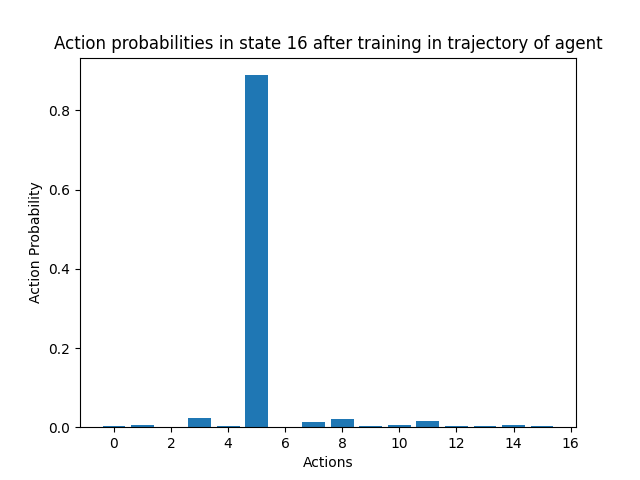 Action probabilities in state 16 after training in trajectory of agent
0.8
0.6
0.4
0.2
0.0
Action Probability
0 2 4 6 8 10 12 14 16
Actions